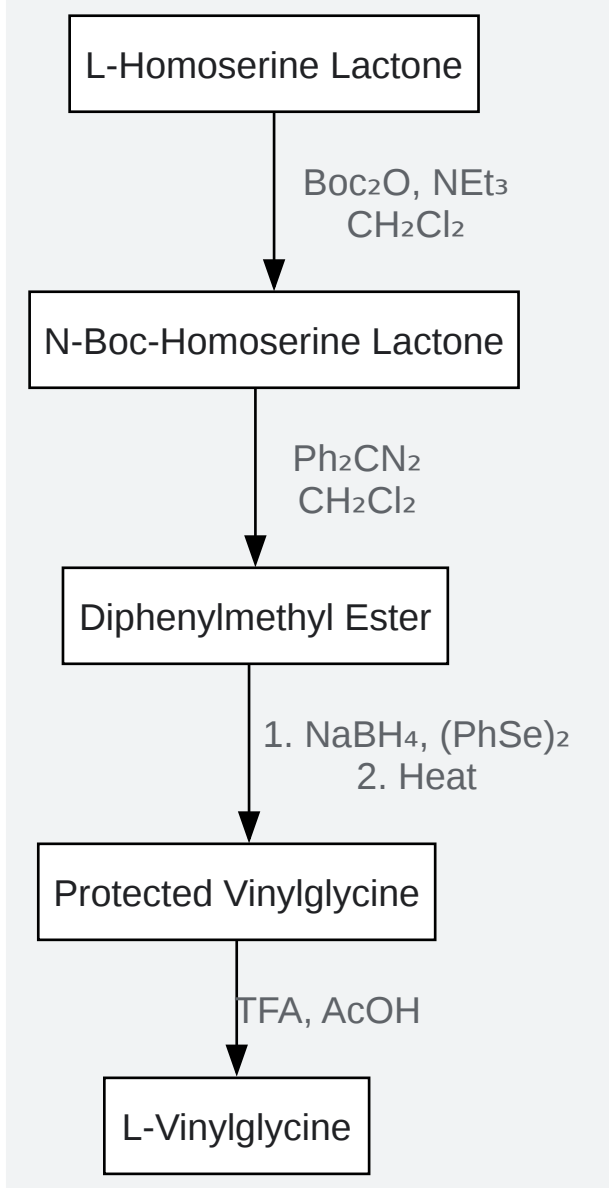 L-Homoserine Lactone
Boc₂O, NEt₃
CH₂Cl₂
N-Boc-Homoserine Lactone
Ph₂CN₂
CH₂Cl₂
Diphenylmethyl Ester
1. NaBH₄, (PhSe)₂
2. Heat
Protected Vinylglycine
TFA, AcOH
L-Vinylglycine